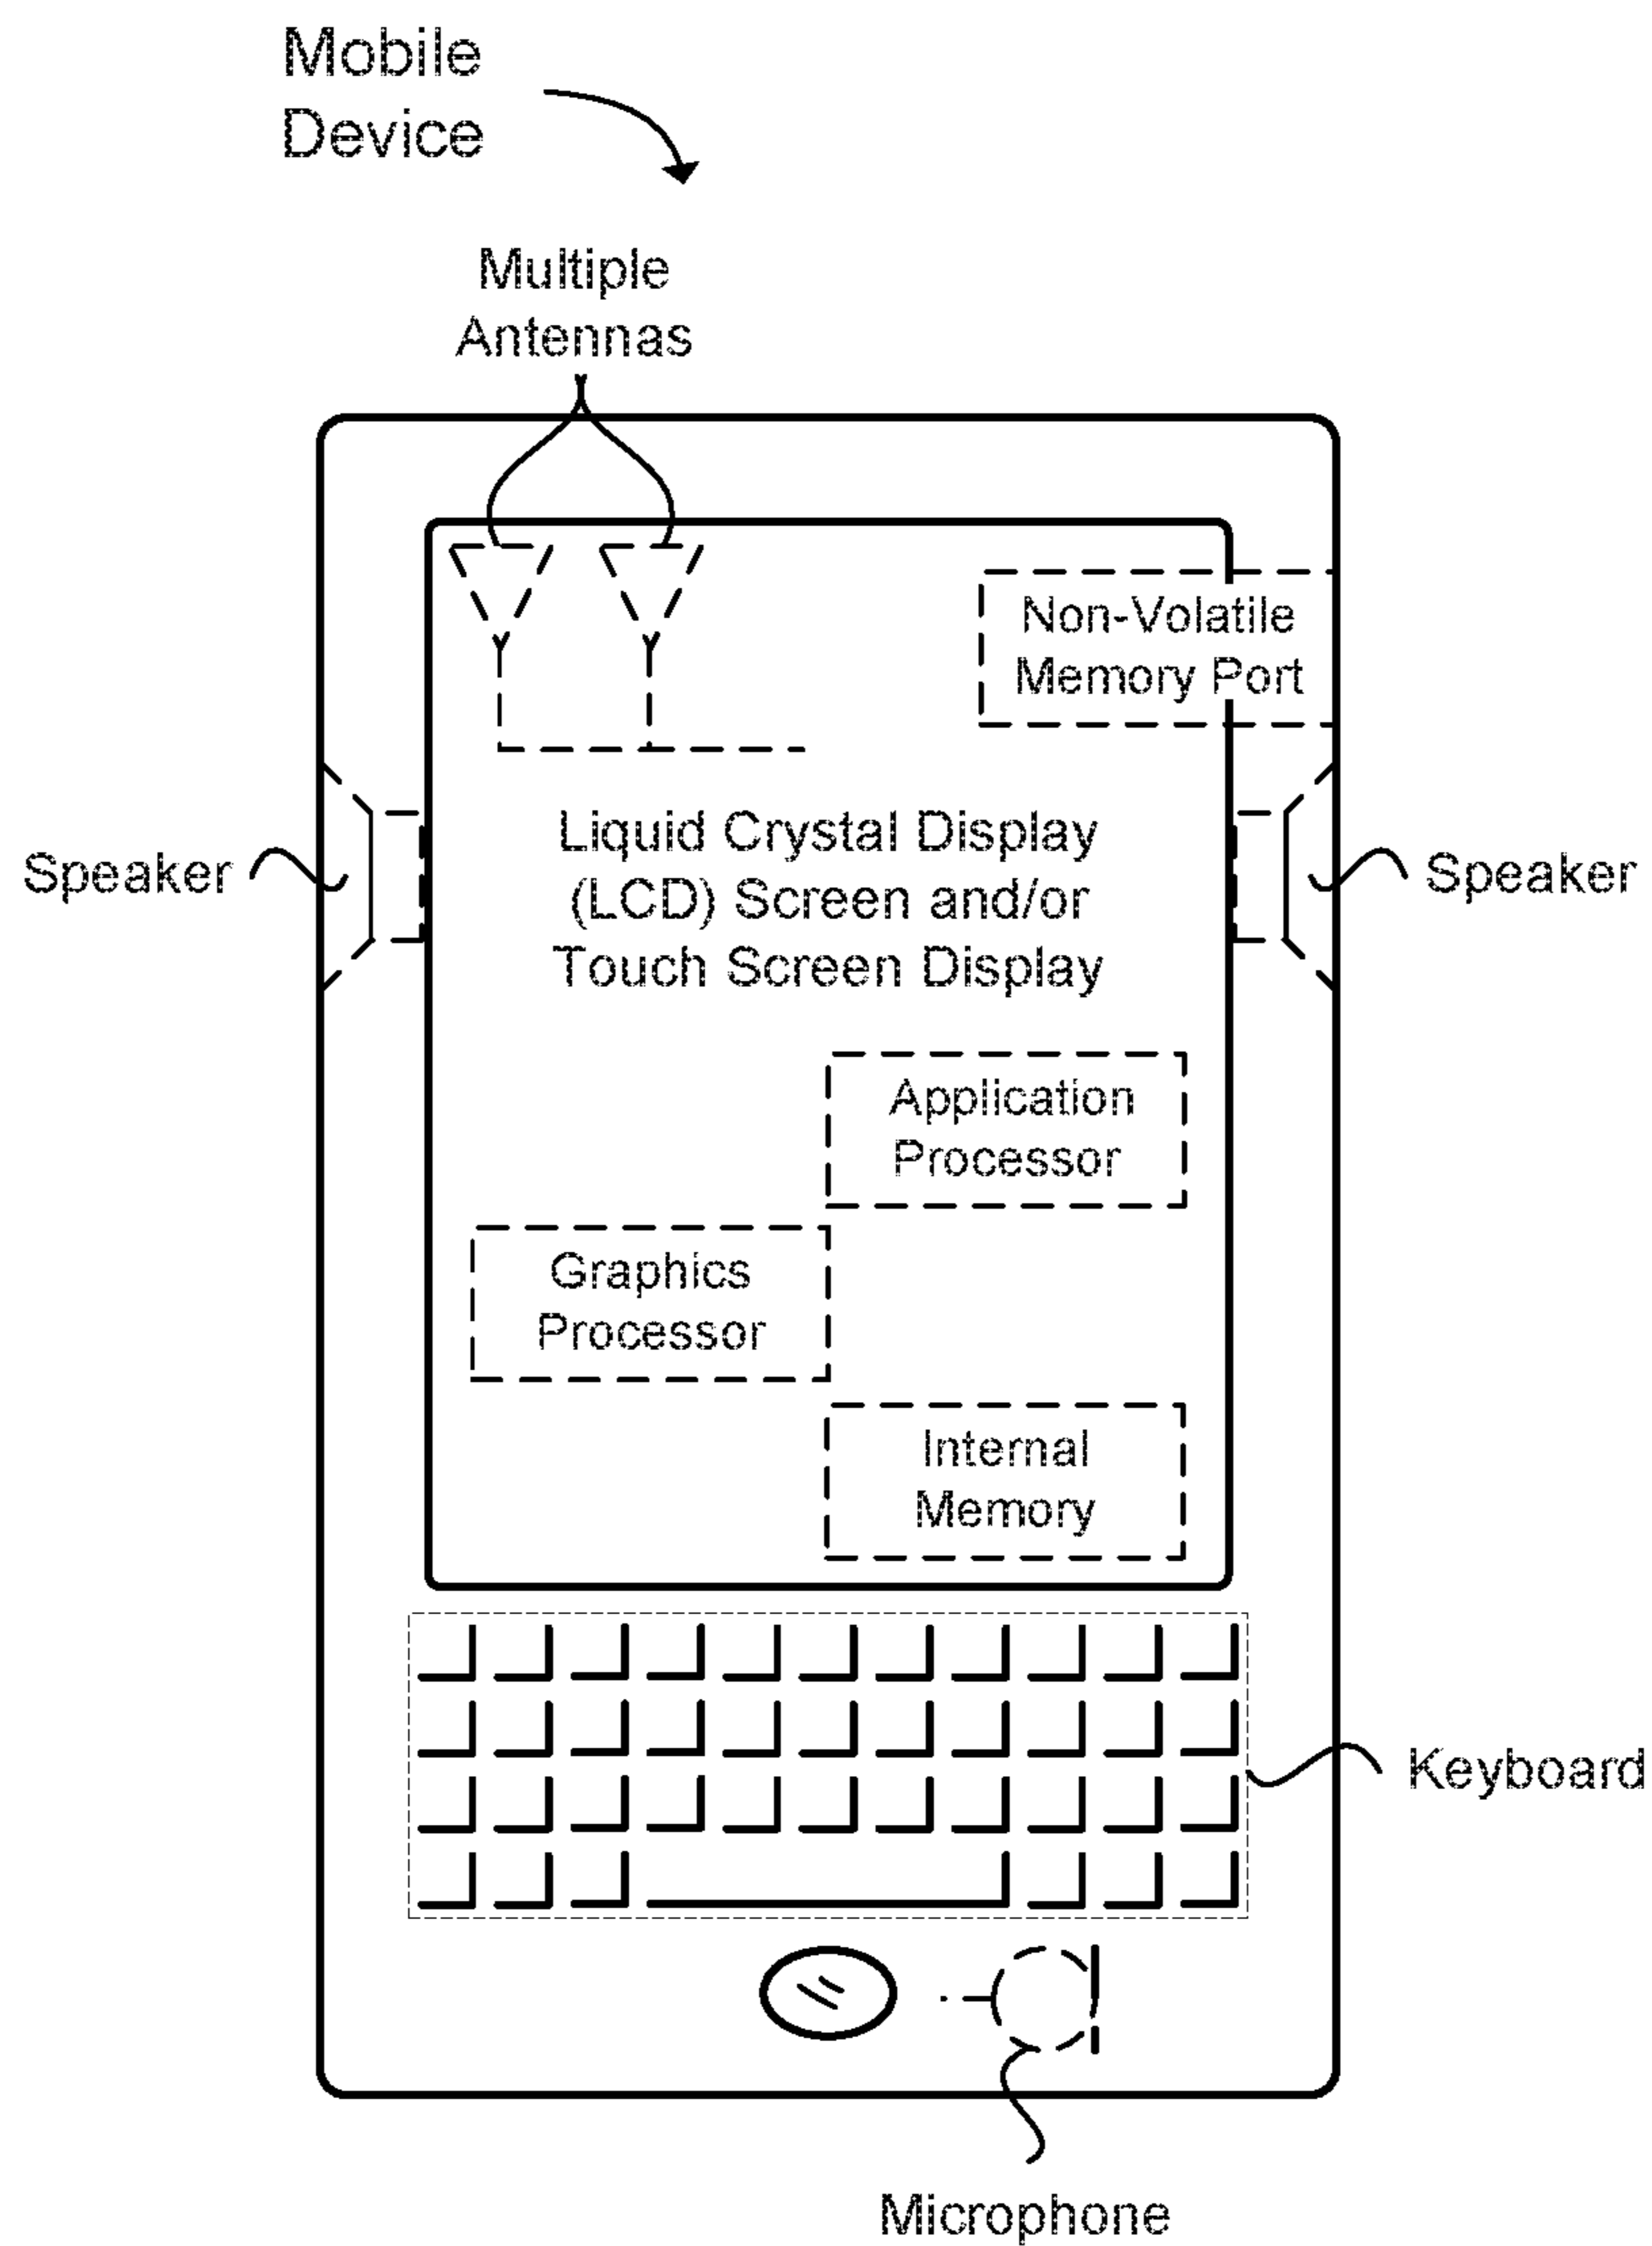 Mobile
Device
Multiple
Antennas
Non-Volatile
Memory Port
Speaker
Liquid Crystal Display
(LCD) Screen and/or
Touch Screen Display
Speaker
Application
Processor
Graphics
Processor
Internal
Memory
Keyboard
Microphone